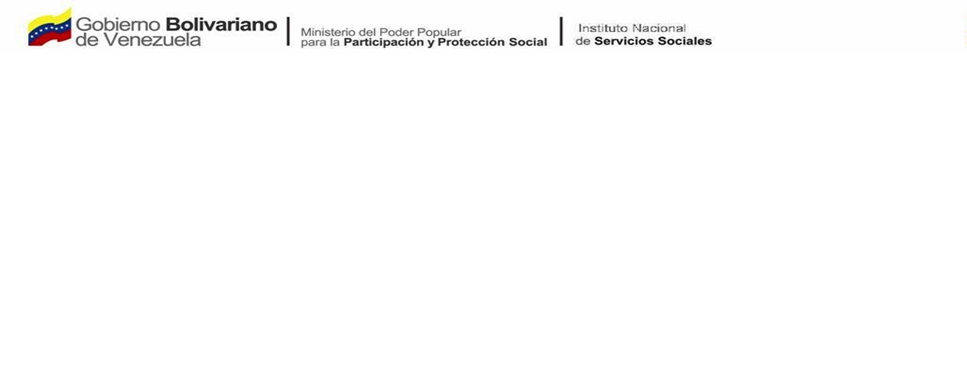 Gobierno Bolivariano
de Venezuela
Ministerio del Poder Popular
para la Participación y Protección Social
Instituto Nacional
de Servicios Sociales